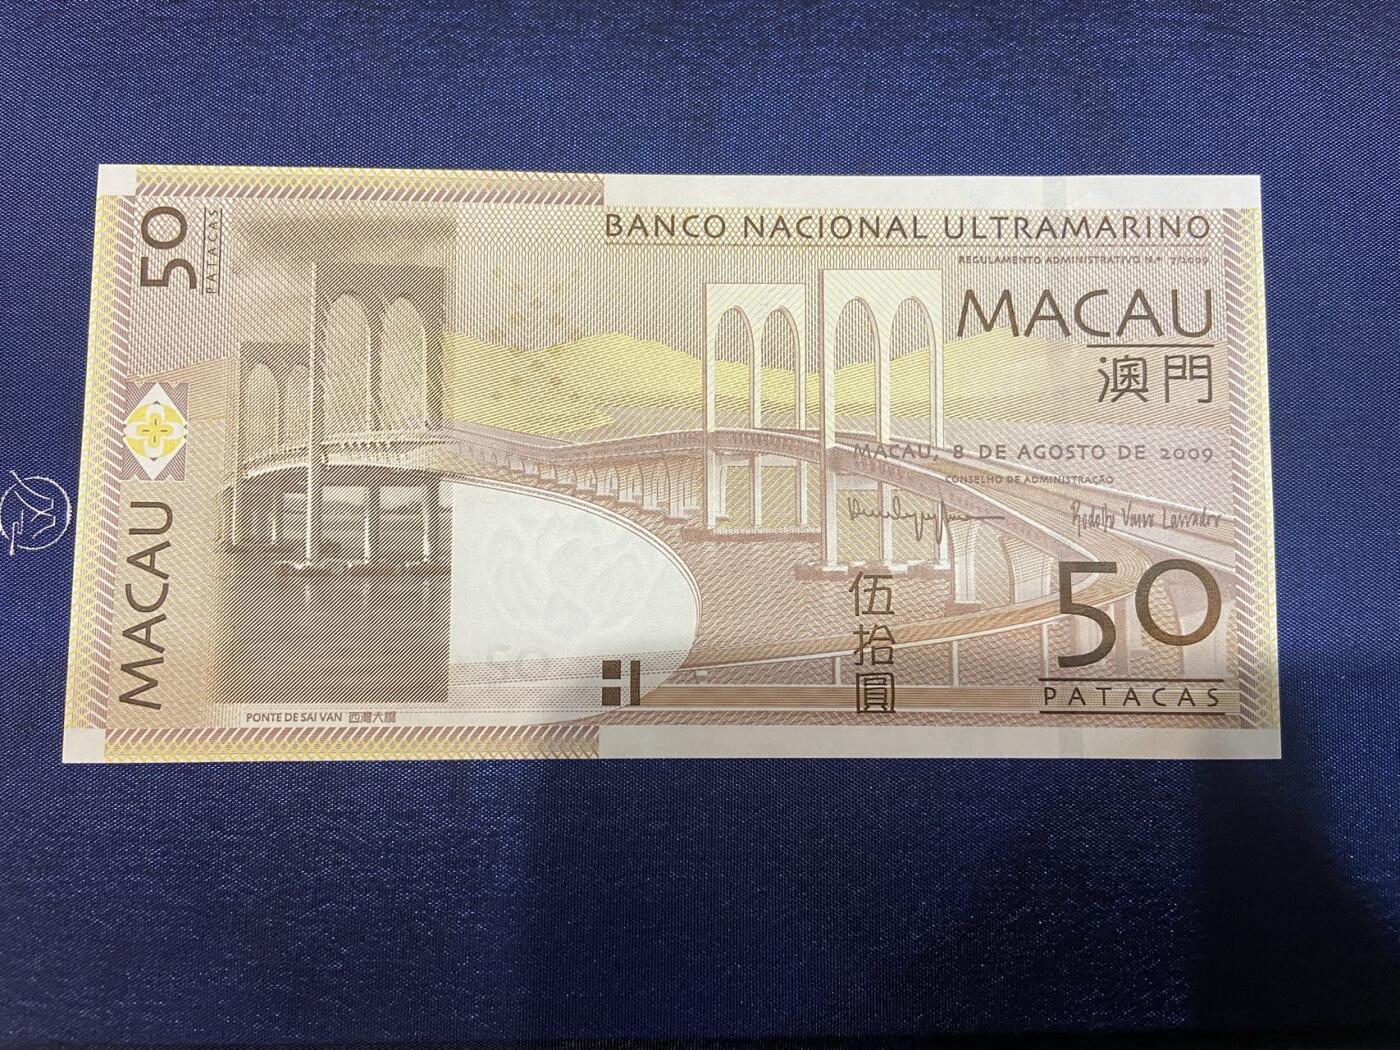 50
PATACAS
BANCO NACIONAL ULTRAMARINO
REGULAMENTO ADMINISTRATIVO N.º 7/2009
MACAU
澳門
MACAU, 8 DE AGOSTO DE 2009
CONSELHO DE ADMINISTRAÇÃO
MACAU
伍拾圓
50
PATACAS
PONTE DE SAI VAN 西灣大橋
50